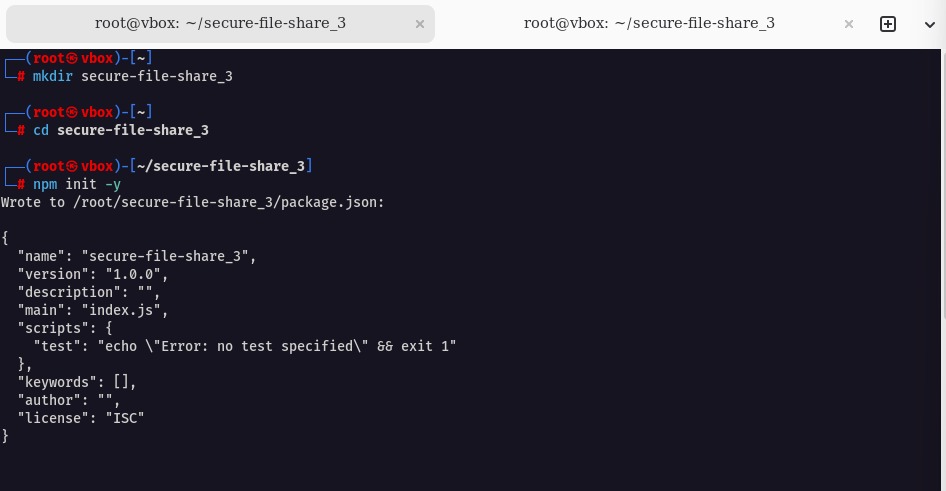 root@vbox: ~/secure-file-share_3 × root@vbox: ~/secure-file-share_3 ×
┌──(root㉿vbox)-[~]
└─# mkdir secure-file-share_3
┌──(root㉿vbox)-[~]
└─# cd secure-file-share_3
┌──(root㉿vbox)-[~/secure-file-share_3]
└─# npm init -y
Wrote to /root/secure-file-share_3/package.json:
{
  "name": "secure-file-share_3",
  "version": "1.0.0",
  "description": "",
  "main": "index.js",
  "scripts": {
    "test": "echo \"Error: no test specified\" && exit 1"
  },
  "keywords": [],
  "author": "",
  "license": "ISC"
}